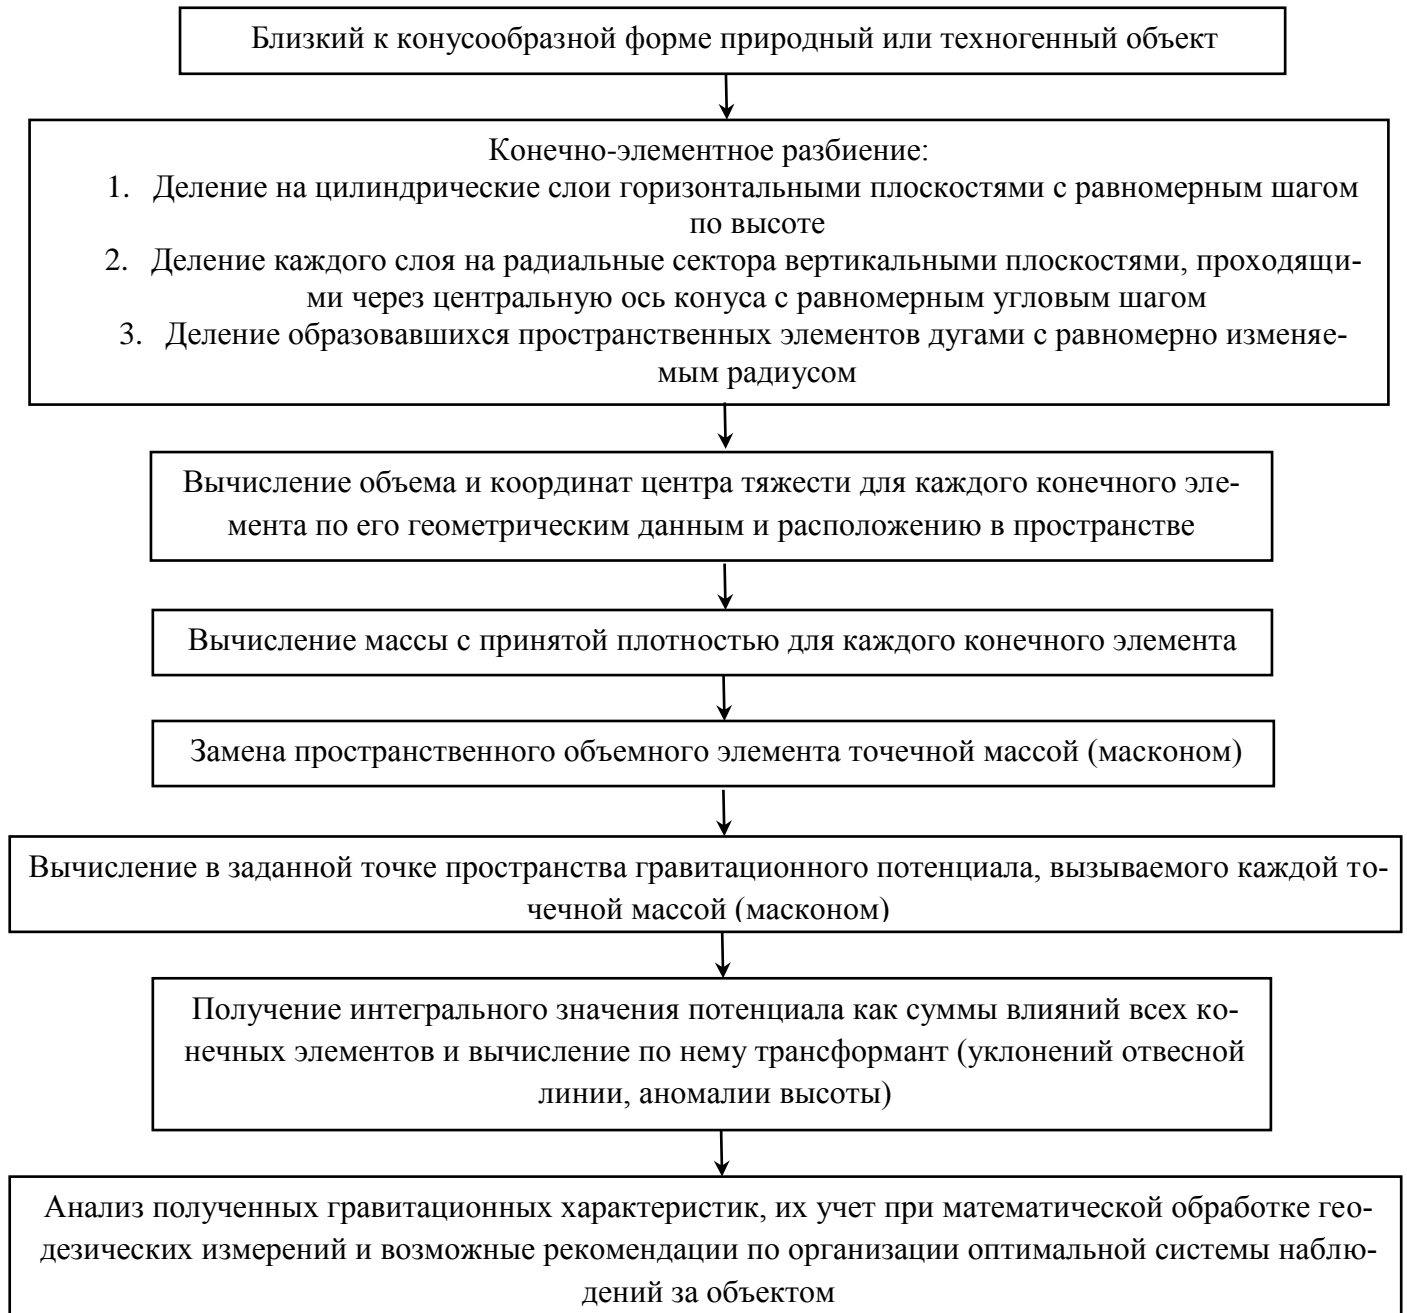 Близкий к конусообразной форме природный или техногенный объект
Конечно-элементное разбиение:
1. Деление на цилиндрические слои горизонтальными плоскостями с равномерным шагом
по высоте
2. Деление каждого слоя на радиальные сектора вертикальными плоскостями, проходящи-
ми через центральную ось конуса с равномерным угловым шагом
3. Деление образовавшихся пространственных элементов дугами с равномерно изменяе-
мым радиусом
Вычисление объема и координат центра тяжести для каждого конечного эле-
мента по его геометрическим данным и расположению в пространстве
Вычисление массы с принятой плотностью для каждого конечного элемента
Замена пространственного объемного элемента точечной массой (масконом)
Вычисление в заданной точке пространства гравитационного потенциала, вызываемого каждой то-
чечной массой (масконом)
Получение интегрального значения потенциала как суммы влияний всех ко-
нечных элементов и вычисление по нему трансформант (уклонений отвесной
линии, аномалии высоты)
Анализ полученных гравитационных характеристик, их учет при математической обработке гео-
дезических измерений и возможные рекомендации по организации оптимальной системы наблю-
дений за объектом